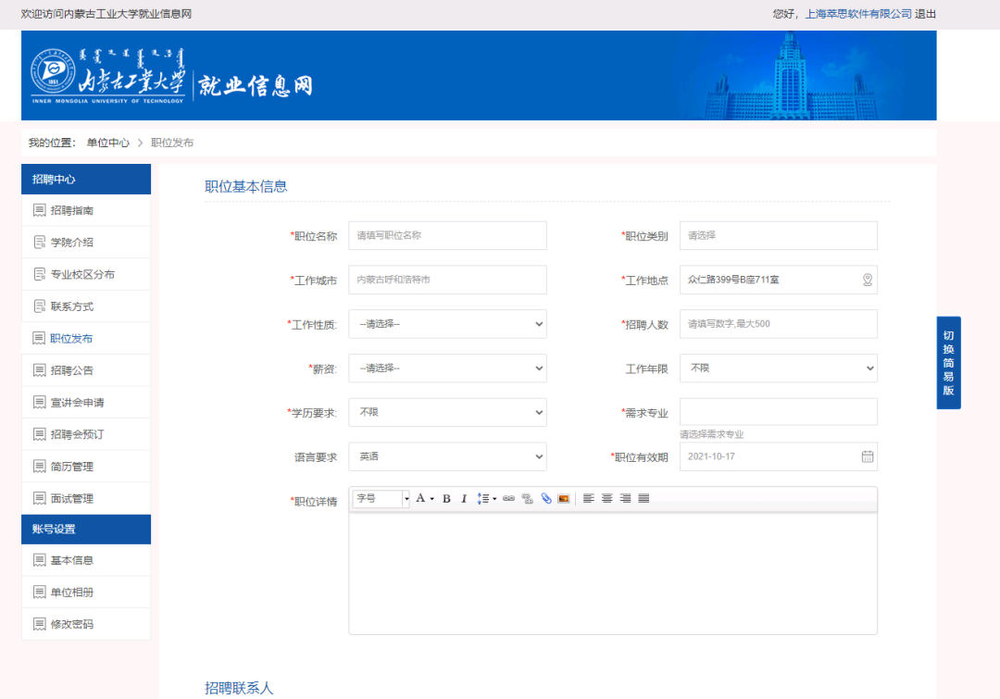 欢迎访问内蒙古工业大学就业信息网
您好，上海萃思软件有限公司 退出
内蒙古工业大学
INNER MONGOLIA UNIVERSITY OF TECHNOLOGY
1951
就业信息网
我的位置： 单位中心 > 职位发布
招聘中心
招聘指南
学院介绍
专业校区分布
联系方式
职位发布
招聘公告
宣讲会申请
招聘会预订
简历管理
面试管理
账号设置
基本信息
单位相册
修改密码
职位基本信息
*职位名称 请填写职位名称 *职位类别 请选择
*工作城市 内蒙古呼和浩特市 *工作地点 众仁路399号B座711室
*工作性质: --请选择-- *招聘人数 请填写数字,最大500
*薪资: --请选择-- 工作年限 不限
*学历要求: 不限 *需求专业
请选择需求专业
语言要求 英语 *职位有效期 2021-10-17
*职位详情 字号 A B I
招聘联系人
切换简易版